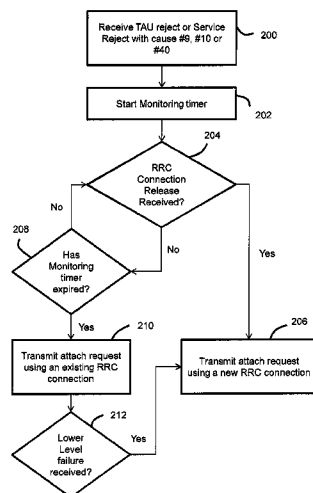 Receive TAU reject or Service
Reject with cause #9, #10 or
#40
200
Start Monitoring timer
202
204
RRC
Connection
Release
Received?
No
No
208
Has
Monitoring
timer
expired?
Yes
Yes
210
206
Transmit attach request
using an existing RRC
connection
Transmit attach request
using a new RRC connection
212
Lower
Level
failure
received?
Yes